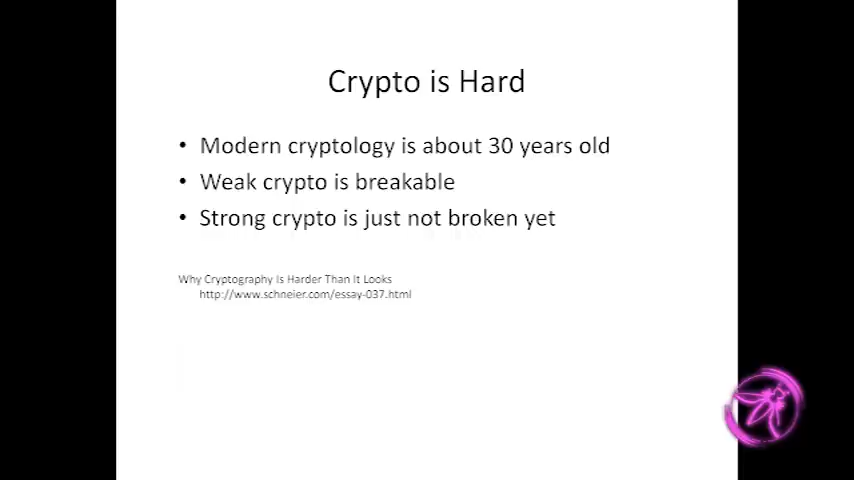 Crypto is Hard
• Modern cryptology is about 30 years old
• Weak crypto is breakable
• Strong crypto is just not broken yet
Why Cryptography Is Harder Than It Looks
http://www.schneier.com/essay-037.html